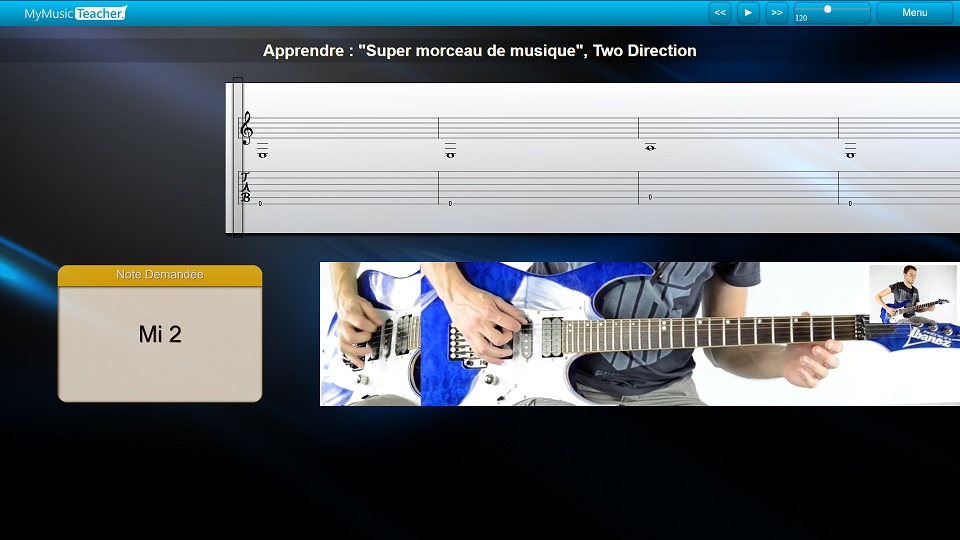 MyMusic Teacher.
<< >>
120
Menu
Apprendre : "Super morceau de musique", Two Direction
T
A
B
0 0 0 0
Note Demandée
Mi 2
Ibanez